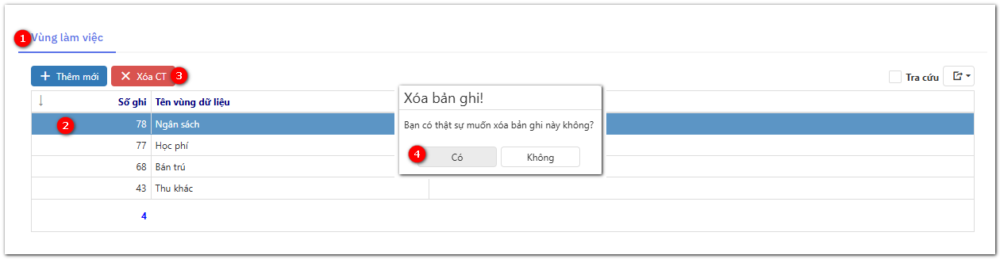 1 Vùng làm việc
Thêm mới Xóa CT 3 Tra cứu
Số ghi Tên vùng dữ liệu
2 78 Ngân sách
77 Học phí
68 Bán trú
43 Thu khác
4
Xóa bản ghi!
Bạn có thật sự muốn xóa bản ghi này không?
4 Có Không